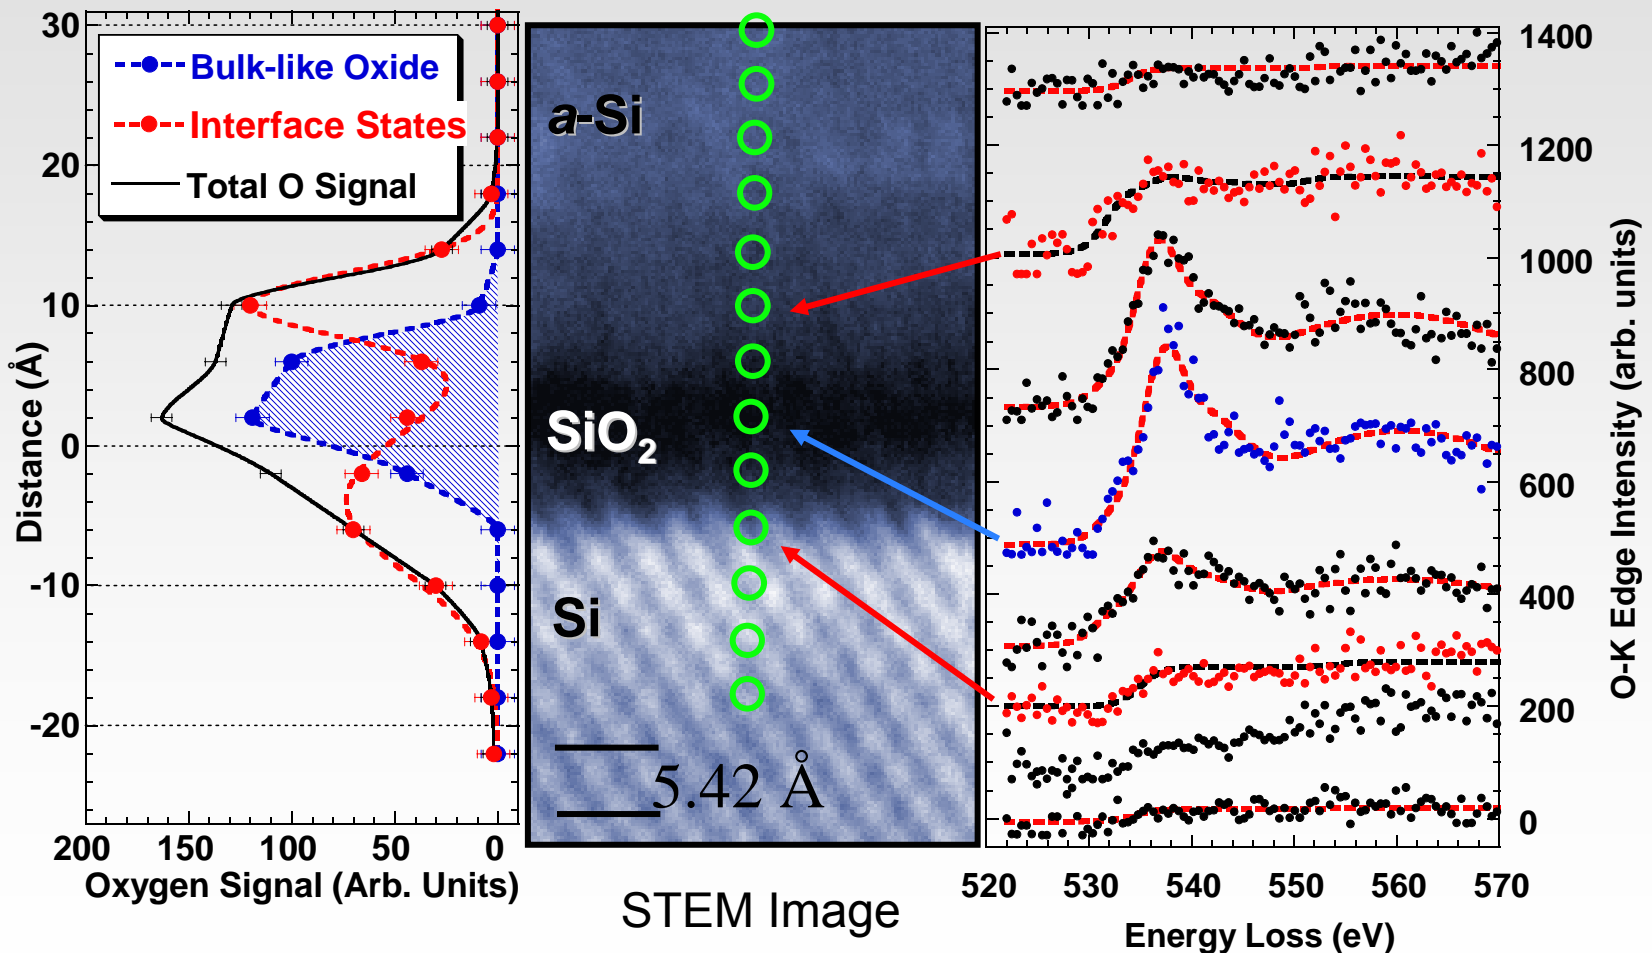 30
20
10
0
-10
-20
Distance (Å)
200 150 100 50 0
Oxygen Signal (Arb. Units)
Bulk-like Oxide
Interface States
Total O Signal
a-Si
SiO₂
Si
5.42 Å
STEM Image
1400
1200
1000
800
600
400
200
0
O-K Edge Intensity (arb. units)
520 530 540 550 560 570
Energy Loss (eV)